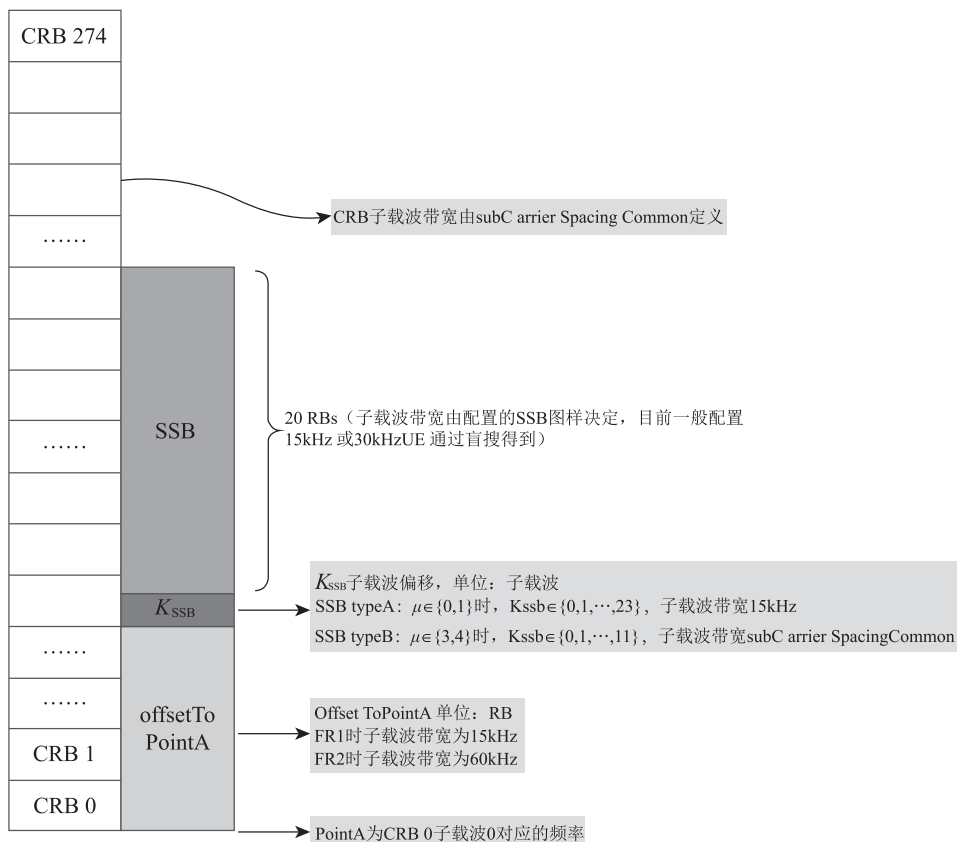 CRB 274
CRB子载波带宽由subC arrier Spacing Common定义
……
SSB
20 RBs（子载波带宽由配置的SSB图样决定，目前一般配置
15kHz 或30kHzUE 通过盲搜得到）
……
KSSB
KSSB子载波偏移，单位：子载波
SSB typeA：μ∈{0,1}时，Kssb∈{0,1,⋯,23}，子载波带宽15kHz
SSB typeB：μ∈{3,4}时，Kssb∈{0,1,⋯,11}，子载波带宽subC arrier SpacingCommon
……
……
offsetTo
PointA
Offset ToPointA 单位：RB
FR1时子载波带宽为15kHz
FR2时子载波带宽为60kHz
CRB 1
CRB 0
PointA为CRB 0子载波0对应的频率